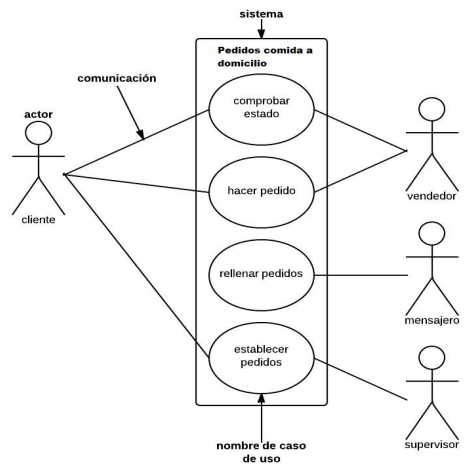 sistema
Pedidos comida a
domicilio
comunicación
comprobar
estado
actor
cliente
hacer pedido
vendedor
rellenar pedidos
mensajero
establecer
pedidos
supervisor
nombre de caso
de uso